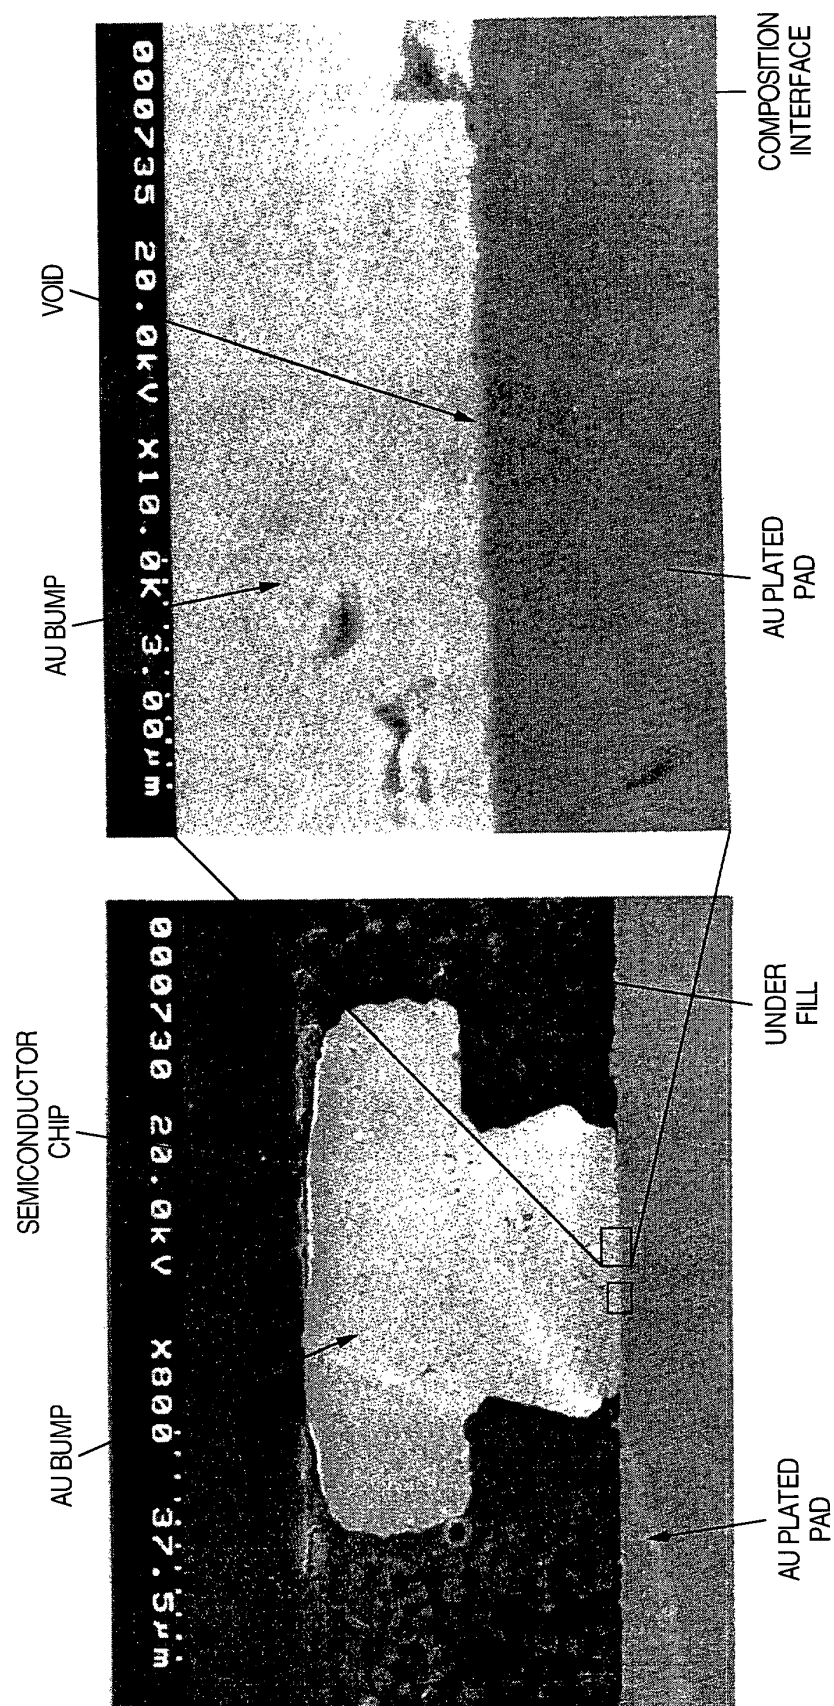 SEMICONDUCTOR
CHIP
AU BUMP
000730 20.0kV X800 37.5µm
UNDER
FILL
AU PLATED
PAD
VOID
AU BUMP
000735 20.0kV X10.0K 3.00µm
AU PLATED
PAD
COMPOSITION
INTERFACE